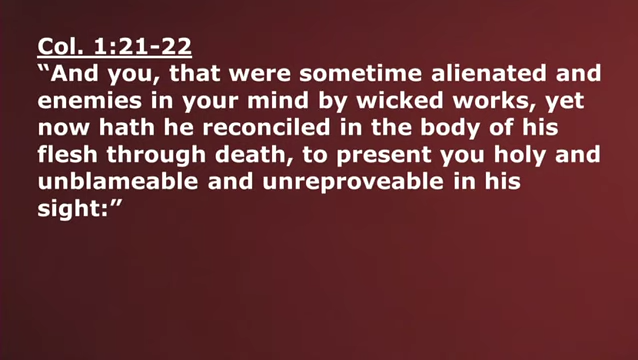 Col. 1:21-22
“And you, that were sometime alienated and
enemies in your mind by wicked works, yet
now hath he reconciled in the body of his
flesh through death, to present you holy and
unblameable and unreproveable in his
sight:”